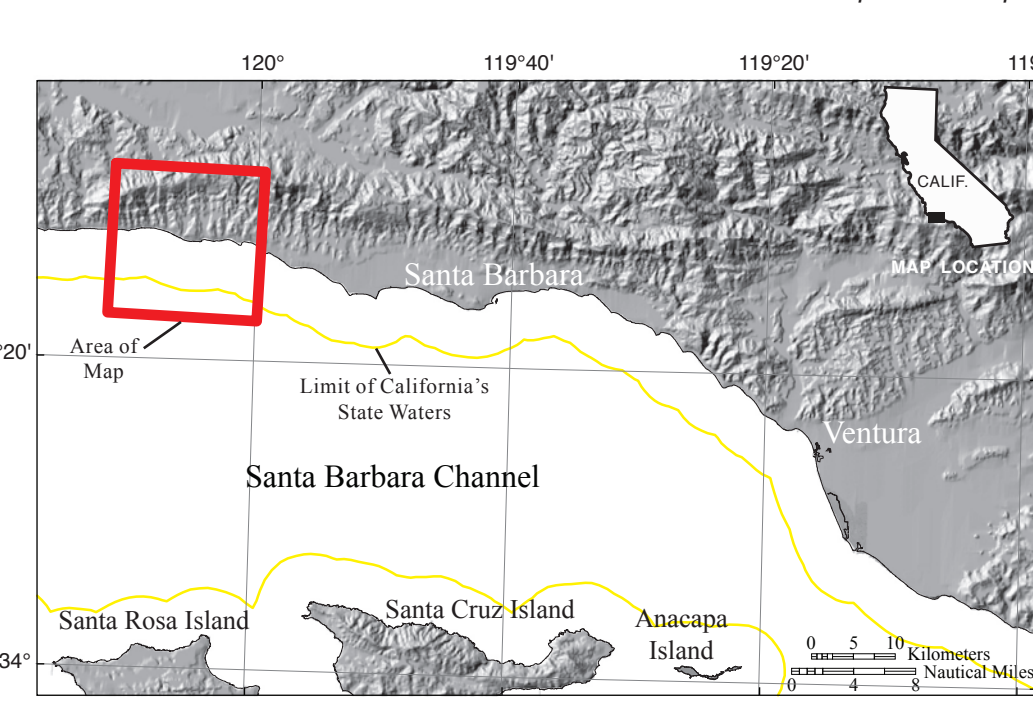 120°
119°40'
119°20'
CALIF.
MAP LOCATION
Santa Barbara
20'
Area of
Map
Limit of California's
State Waters
Ventura
Santa Barbara Channel
Santa Rosa Island
Santa Cruz Island
Anacapa
Island
0 5 10 Kilometers
Nautical Miles
0 4 8
34°